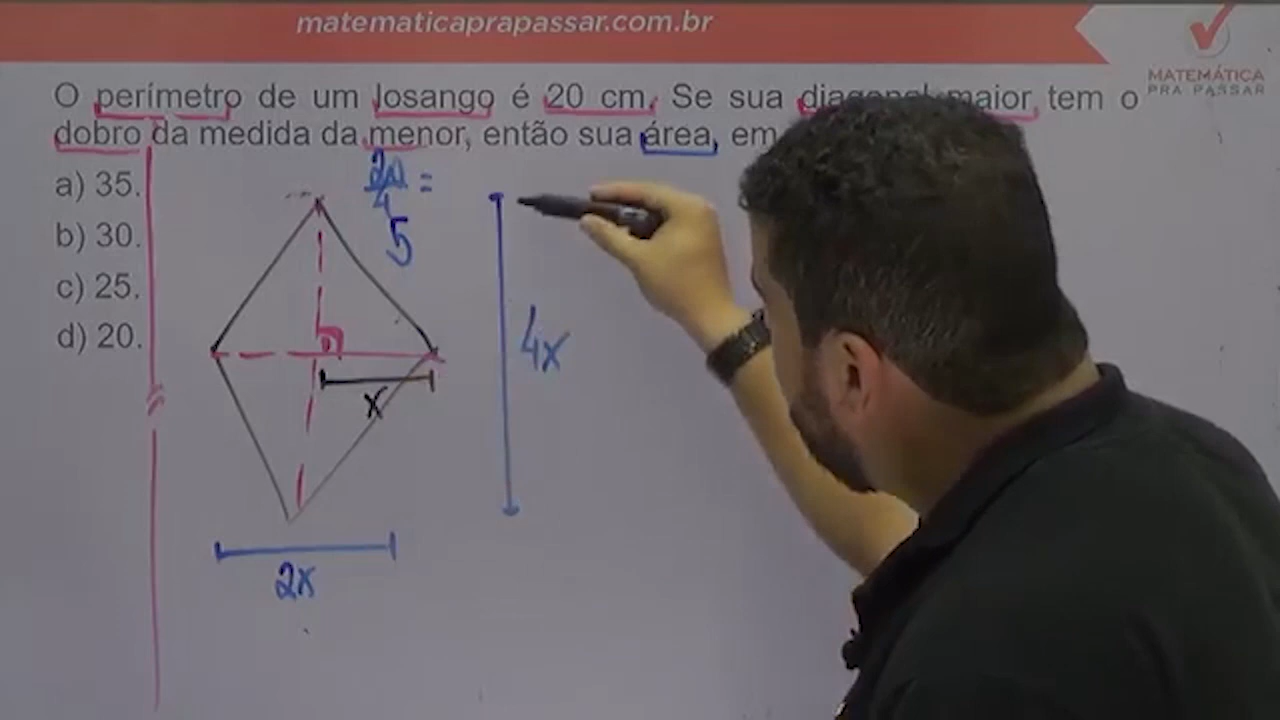 matematicaprapassar.com.br
MATEMÁTICA
PRA PASSAR
O perímetro de um losango é 20 cm. Se sua diagonal maior tem o
dobro da medida da menor, então sua área, em
a) 35.
b) 30.
c) 25.
d) 20.
20 =
4
5
4x
x
2x